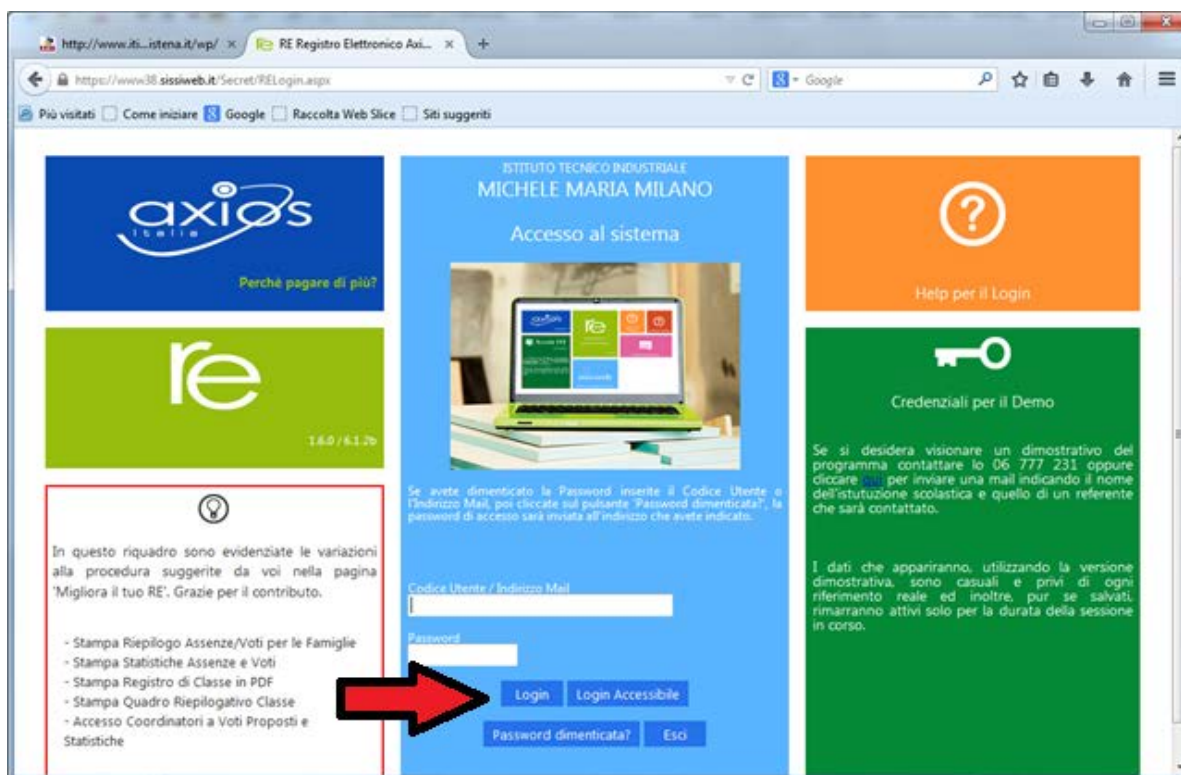 http://www.iti...istena.it/wp/
RE Registro Elettronico Axi...
https://www38.sissiweb.it/Secret/RELogin.aspx
Google
Più visitati
Come iniziare
Google
Raccolta Web Slice
Siti suggeriti
axios
Italia
Perchè pagare di più?
re
1.6.0 / 6.1.2b
In questo riquadro sono evidenziate le variazioni
alla procedura suggerite da voi nella pagina
'Migliora il tuo RE'. Grazie per il contributo.
- Stampa Riepilogo Assenze/Voti per le Famiglie
- Stampa Statistiche Assenze e Voti
- Stampa Registro di Classe in PDF
- Stampa Quadro Riepilogativo Classe
- Accesso Coordinatori a Voti Proposti e
Statistiche
ISTITUTO TECNICO INDUSTRIALE
MICHELE MARIA MILANO
Accesso al sistema
axios
re
Se avete dimenticato la Password inserite il Codice Utente o
l'Indirizzo Mail, poi cliccate sul pulsante 'Password dimenticata?', la
password di accesso sarà inviata all'indirizzo che avete indicato.
Codice Utente / Indirizzo Mail
Password
Login
Login Accessibile
Password dimenticata?
Esci
?
Help per il Login
Credenziali per il Demo
Se si desidera visionare un dimostrativo del
programma contattare lo 06 777 231 oppure
cliccare qui per inviare una mail indicando il nome
dell'istutuzione scolastica e quello di un referente
che sarà contattato.
I dati che appariranno, utilizzando la versione
dimostrativa, sono casuali e privi di ogni
riferimento reale ed inoltre, pur se salvati,
rimarranno attivi solo per la durata della sessione
in corso.